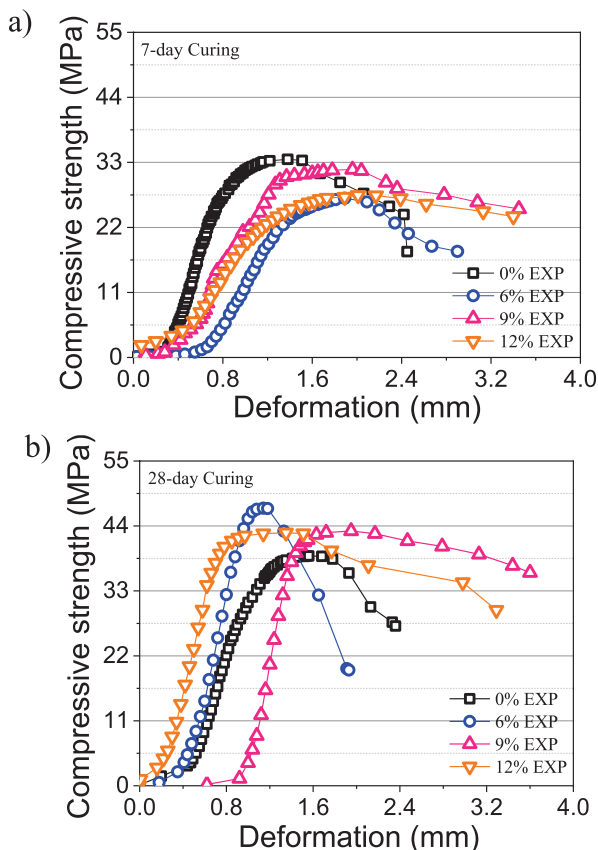 a)
55
44
33
22
11
0
7-day Curing
Compressive strength (MPa)
0% EXP
6% EXP
9% EXP
12% EXP
0.0 0.8 1.6 2.4 3.2 4.0
Deformation (mm)
b)
55
44
33
22
11
0
28-day Curing
Compressive strength (MPa)
0% EXP
6% EXP
9% EXP
12% EXP
0.0 0.8 1.6 2.4 3.2 4.0
Deformation (mm)